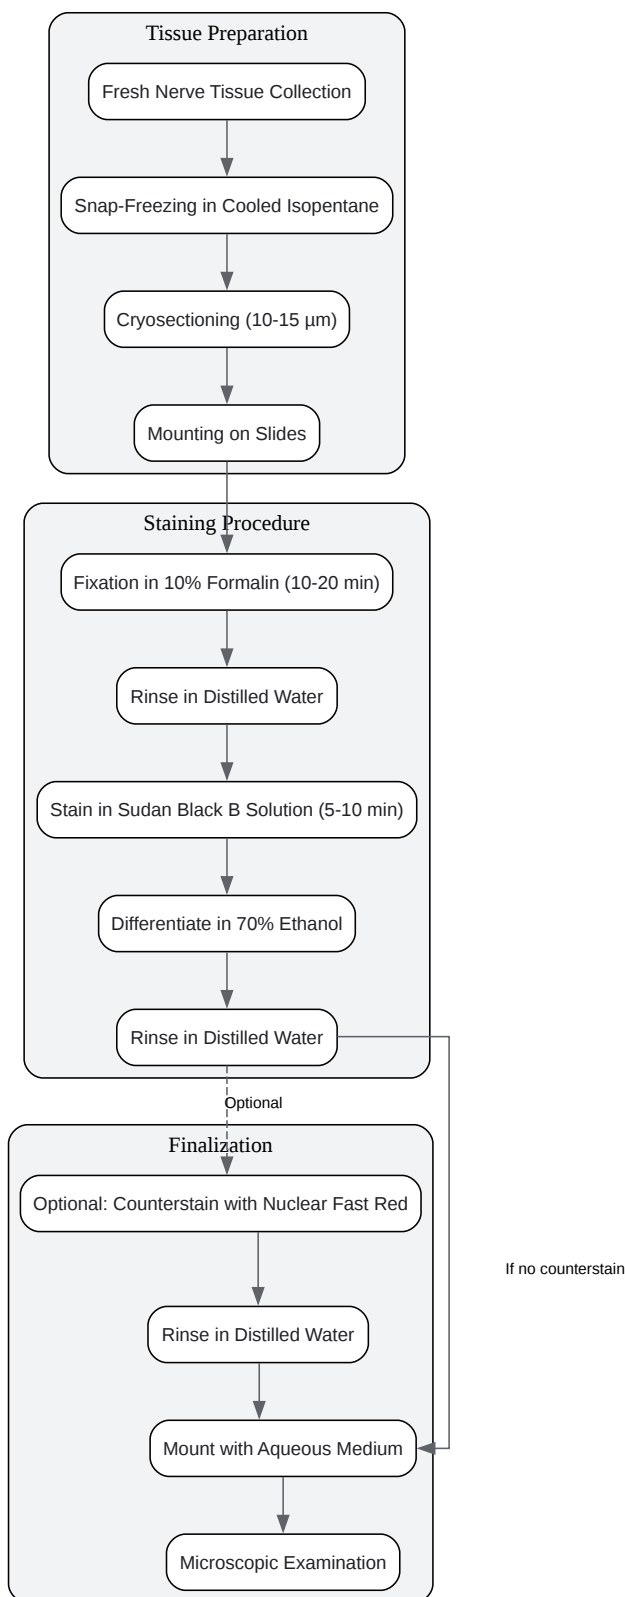 Tissue Preparation
Fresh Nerve Tissue Collection
Snap-Freezing in Cooled Isopentane
Cryosectioning (10-15 µm)
Mounting on Slides
Staining Procedure
Fixation in 10% Formalin (10-20 min)
Rinse in Distilled Water
Stain in Sudan Black B Solution (5-10 min)
Differentiate in 70% Ethanol
Rinse in Distilled Water
Optional
Finalization
Optional: Counterstain with Nuclear Fast Red
If no counterstain
Rinse in Distilled Water
Mount with Aqueous Medium
Microscopic Examination